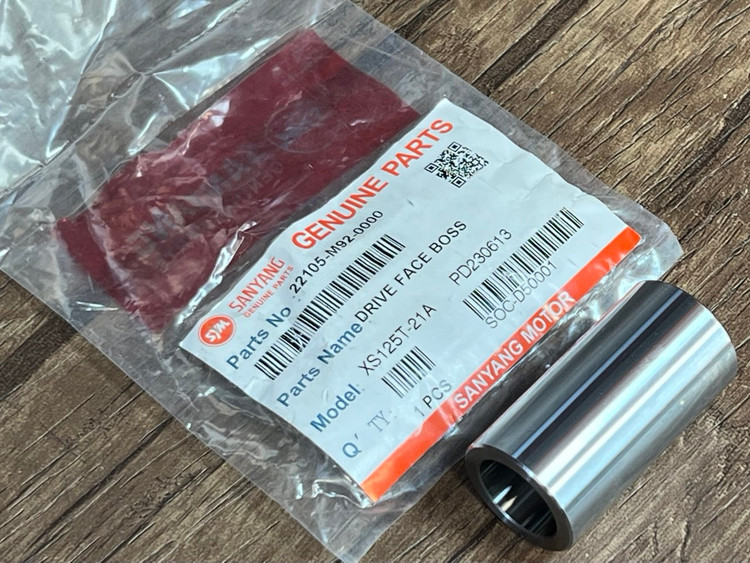 SYM
SANYANG
GENUINE PARTS
GENUINE PARTS
Parts No
22105-M92-0000
Parts Name
DRIVE FACE BOSS
Model:
XS125T-21A
PD230613
Q' TY:
1 PCS
SOC-D50001
SANYANG MOTOR